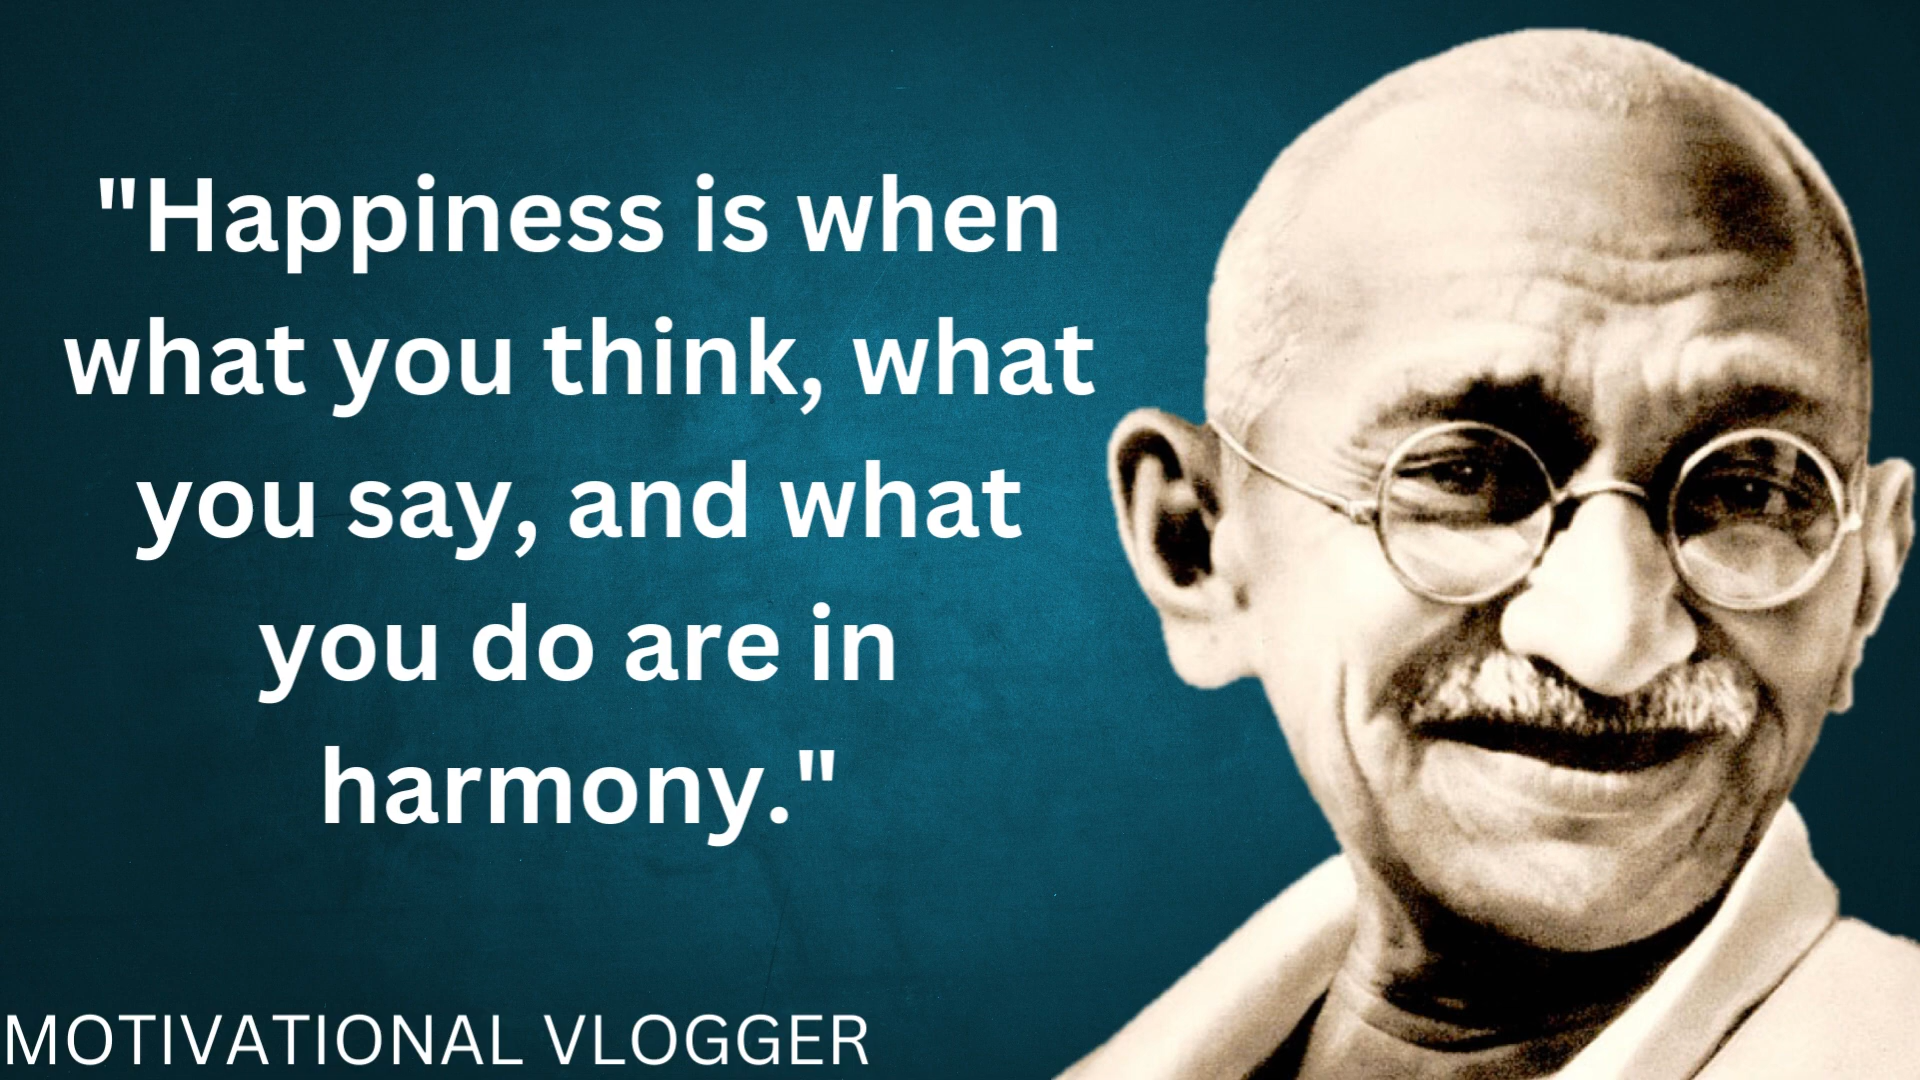 "Happiness is when
what you think, what
you say, and what
you do are in
harmony."
MOTIVATIONAL VLOGGER